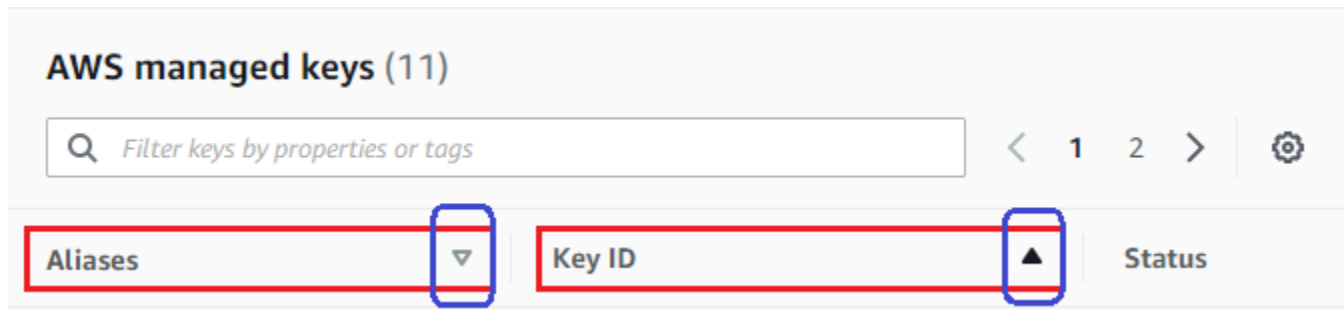 AWS managed keys (11)
Filter keys by properties or tags
1 2
Aliases Key ID Status